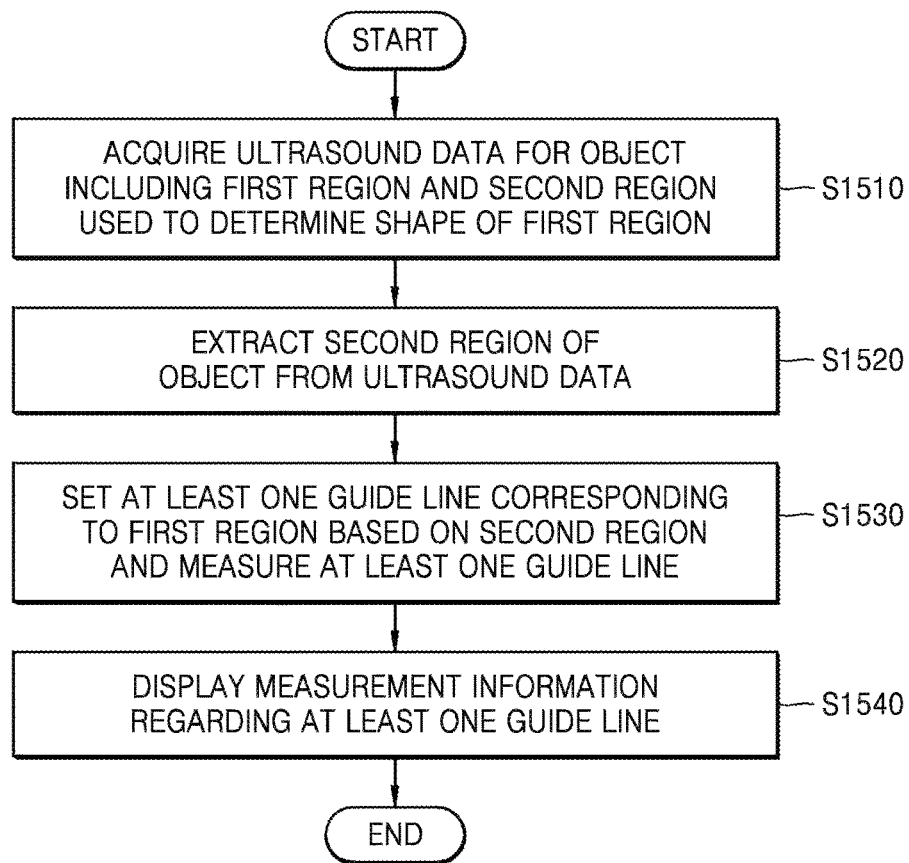 START
ACQUIRE ULTRASOUND DATA FOR OBJECT
INCLUDING FIRST REGION AND SECOND REGION
USED TO DETERMINE SHAPE OF FIRST REGION
S1510
EXTRACT SECOND REGION OF
OBJECT FROM ULTRASOUND DATA
S1520
SET AT LEAST ONE GUIDE LINE CORRESPONDING
TO FIRST REGION BASED ON SECOND REGION
AND MEASURE AT LEAST ONE GUIDE LINE
S1530
DISPLAY MEASUREMENT INFORMATION
REGARDING AT LEAST ONE GUIDE LINE
S1540
END